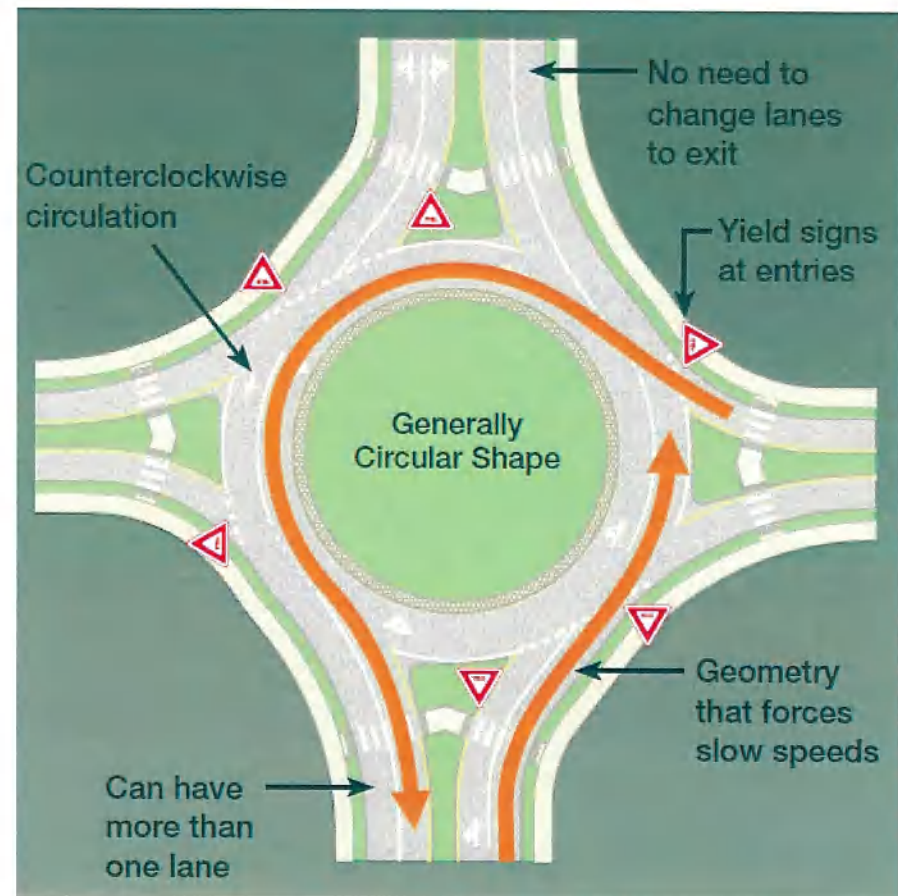 No need to
change lanes
to exit
Counterclockwise
circulation
Yield signs
at entries
Generally
Circular Shape
Geometry
that forces
slow speeds
Can have
more than
one lane